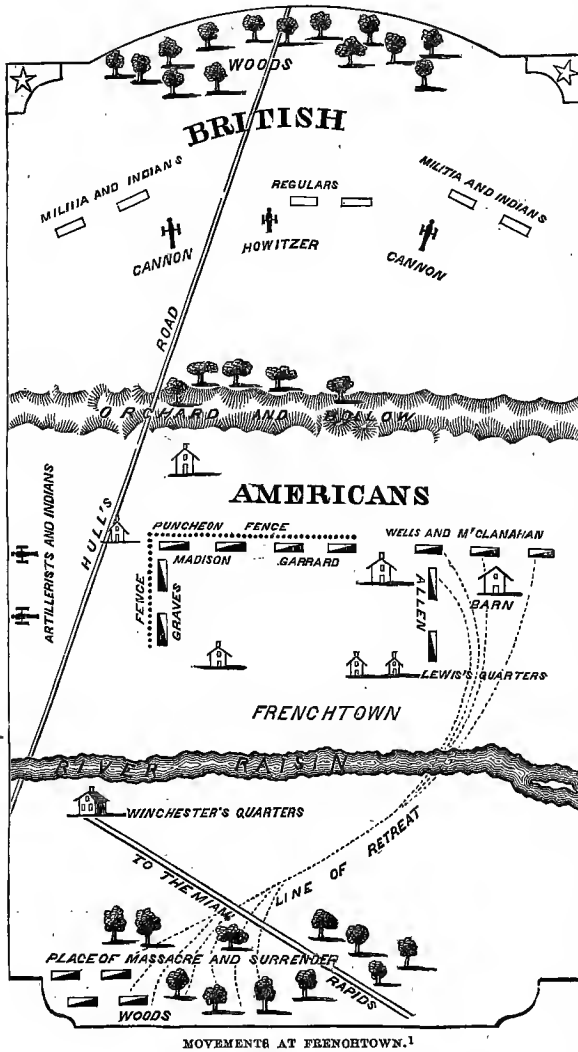 WOODS
BRITISH
MILITIA AND INDIANS
REGULARS
MILITIA AND INDIANS
CANNON
HOWITZER
CANNON
ROAD
ORCHARD AND HOLLOW
AMERICANS
HULL'S
ARTILLERISTS AND INDIANS
PUNCHEON FENCE
WELLS AND McCLANAHAN
MADISON
GARRARD
FENCE
GRAVES
ALLEN
BARN
LEWIS'S QUARTERS
FRENCHTOWN
RIVER RAISIN
WINCHESTER'S QUARTERS
LINE OF RETREAT
TO THE MIAMI
RAPIDS
PLACE OF MASSACRE AND SURRENDER
WOODS
MOVEMENTS AT FRENCHTOWN.1